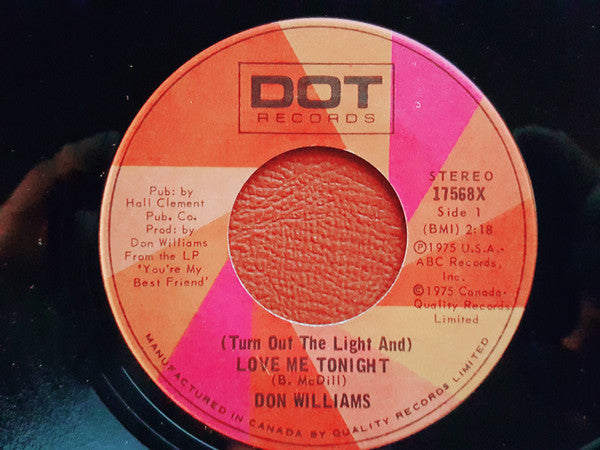 DOT
RECORDS
Pub: by
Hall Clement
Pub. Co.
Prod: by
Don Williams
From the LP
'You're My
Best Friend'
STEREO
17568X
Side 1
(BMI) 2:18
Ⓟ1975 U.S.A.-
ABC Records,
Inc.
©1975 Canada-
Quality Records
Limited
(Turn Out The Light And)
LOVE ME TONIGHT
(B. McDill)
DON WILLIAMS
MANUFACTURED IN CANADA BY QUALITY RECORDS LIMITED